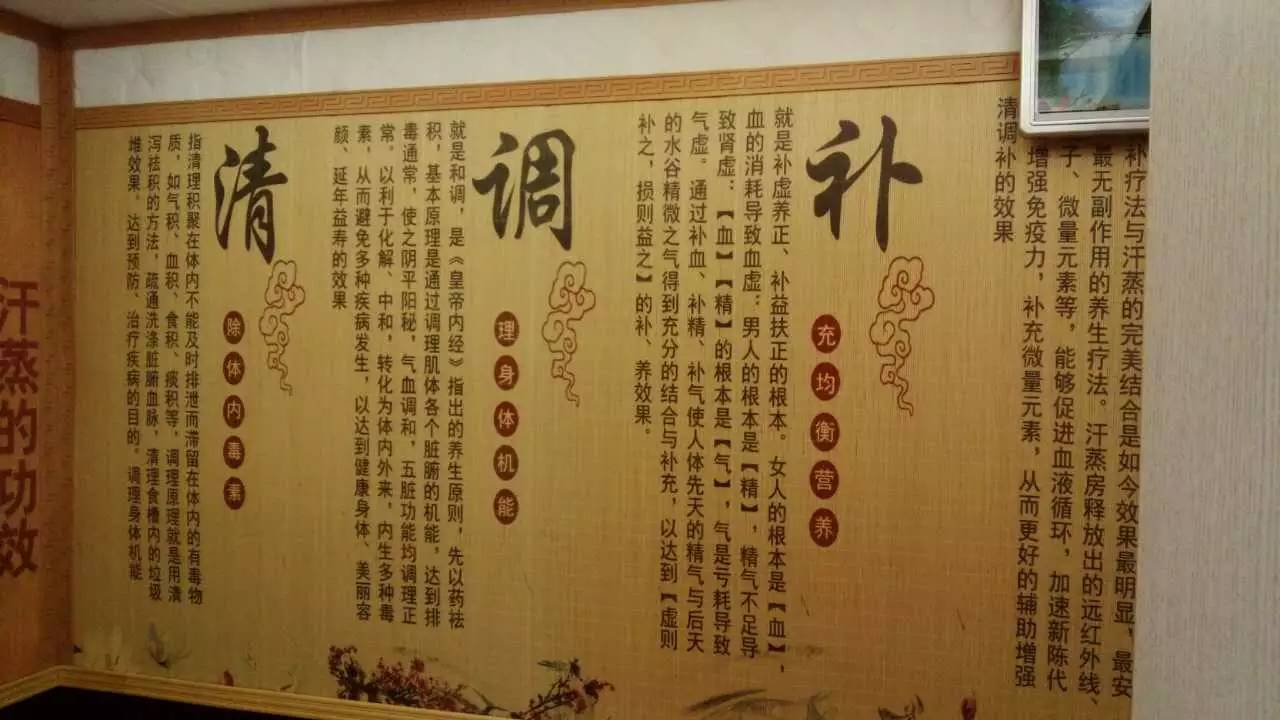 补疗法与汗蒸的完美结合是如今效果最明显，最安
最无副作用的养生疗法。汗蒸房释放出的远红外线、
子、微量元素等，能够促进血液循环，加速新陈代
增强免疫力，补充微量元素，从而更好的辅助增强
清调补的效果
补
充均衡营养
就是补虚养正、补益扶正的根本。女人的根本是【血】，
血的消耗导致血虚：男人的根本是【精】，精气不足导
致肾虚：【血】【精】的根本是【气】，气是亏耗导致
气虚。通过补血、补精、补气使人体先天的精气与后天
的水谷精微之气得到充分的结合与补充，以达到【虚则
补之，损则益之】的补、养效果。
调
理身体机能
就是和调，是《皇帝内经》指出的养生原则，先以药祛
积，基本原理是通过调理肌体各个脏腑的机能，达到排
毒通常，使之阴平阳秘，气血调和，五脏功能均调理正
常，以利于化解、中和，转化为体内外来，内生多种毒
素，从而避免多种疾病发生，以达到健康身体、美丽容
颜、延年益寿的效果
清
除体内毒素
指清理积聚在体内不能及时排泄而滞留在体内的有毒物
质，如气积、血积、食积、痰积等，调理原理就是用溃
泻祛积的方法，疏通洗涤脏腑血脉，清理食槽内的垃圾
堆效果。达到预防、治疗疾病的目的。调理身体机能
汗蒸的功效